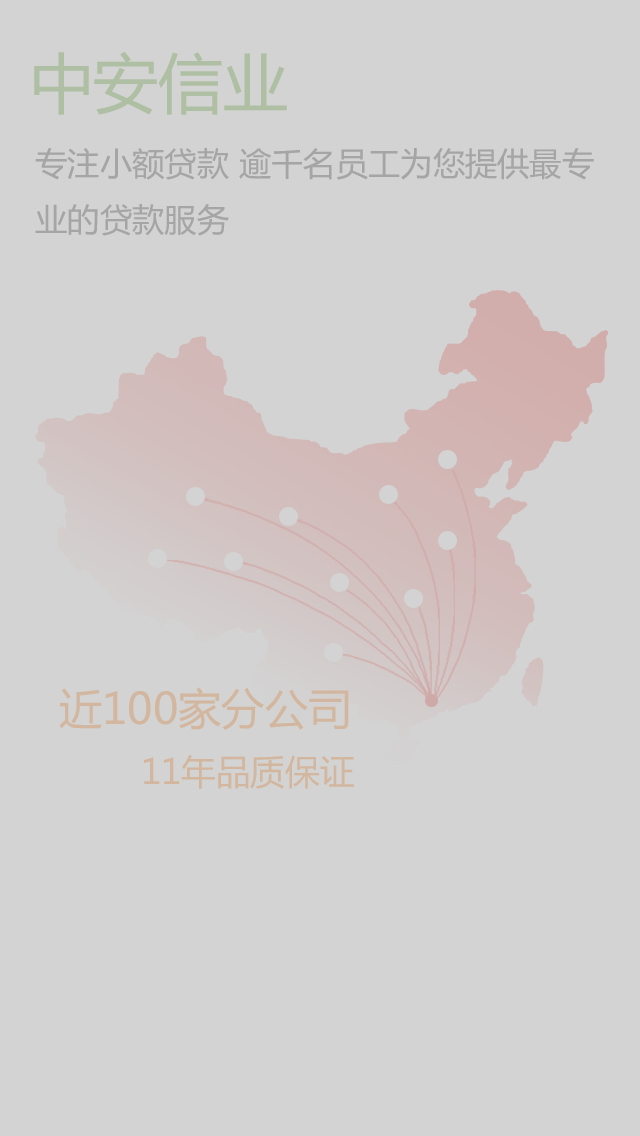 中安信业
专注小额贷款 逾千名员工为您提供最专
业的贷款服务
近100家分公司
11年品质保证